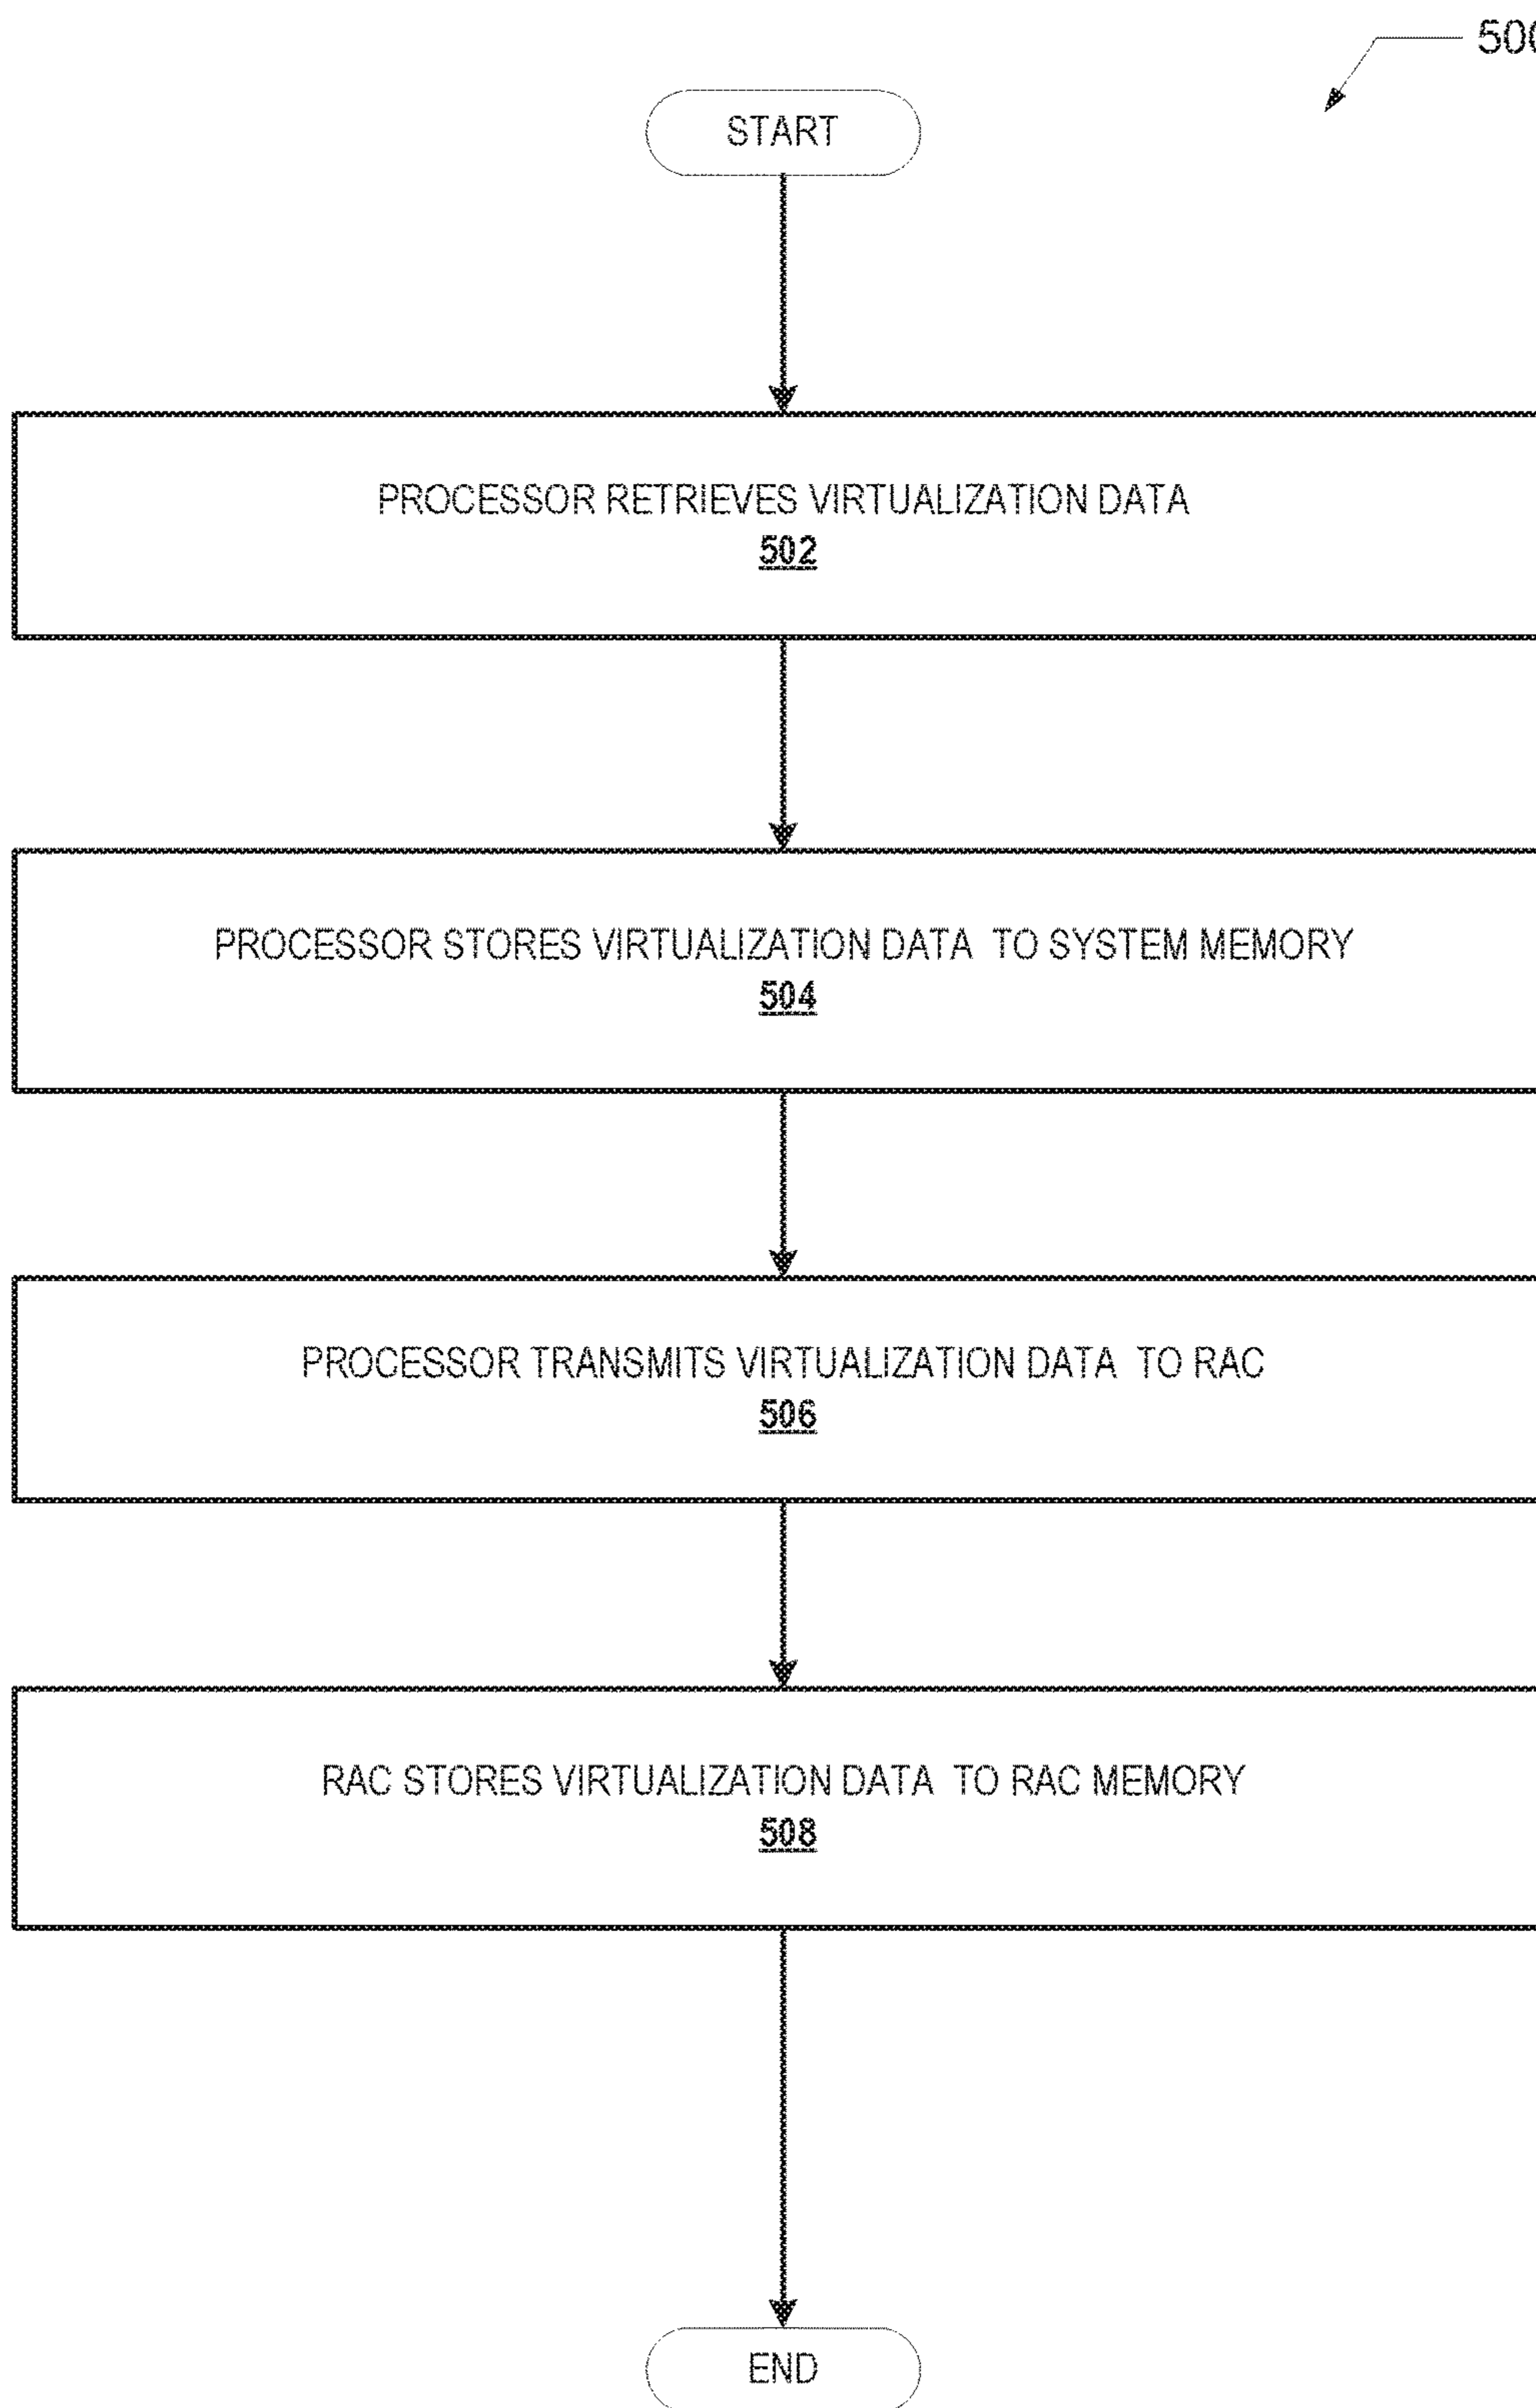 500
START
PROCESSOR RETRIEVES VIRTUALIZATION DATA
502
PROCESSOR STORES VIRTUALIZATION DATA TO SYSTEM MEMORY
504
PROCESSOR TRANSMITS VIRTUALIZATION DATA TO RAC
506
RAC STORES VIRTUALIZATION DATA TO RAC MEMORY
508
END